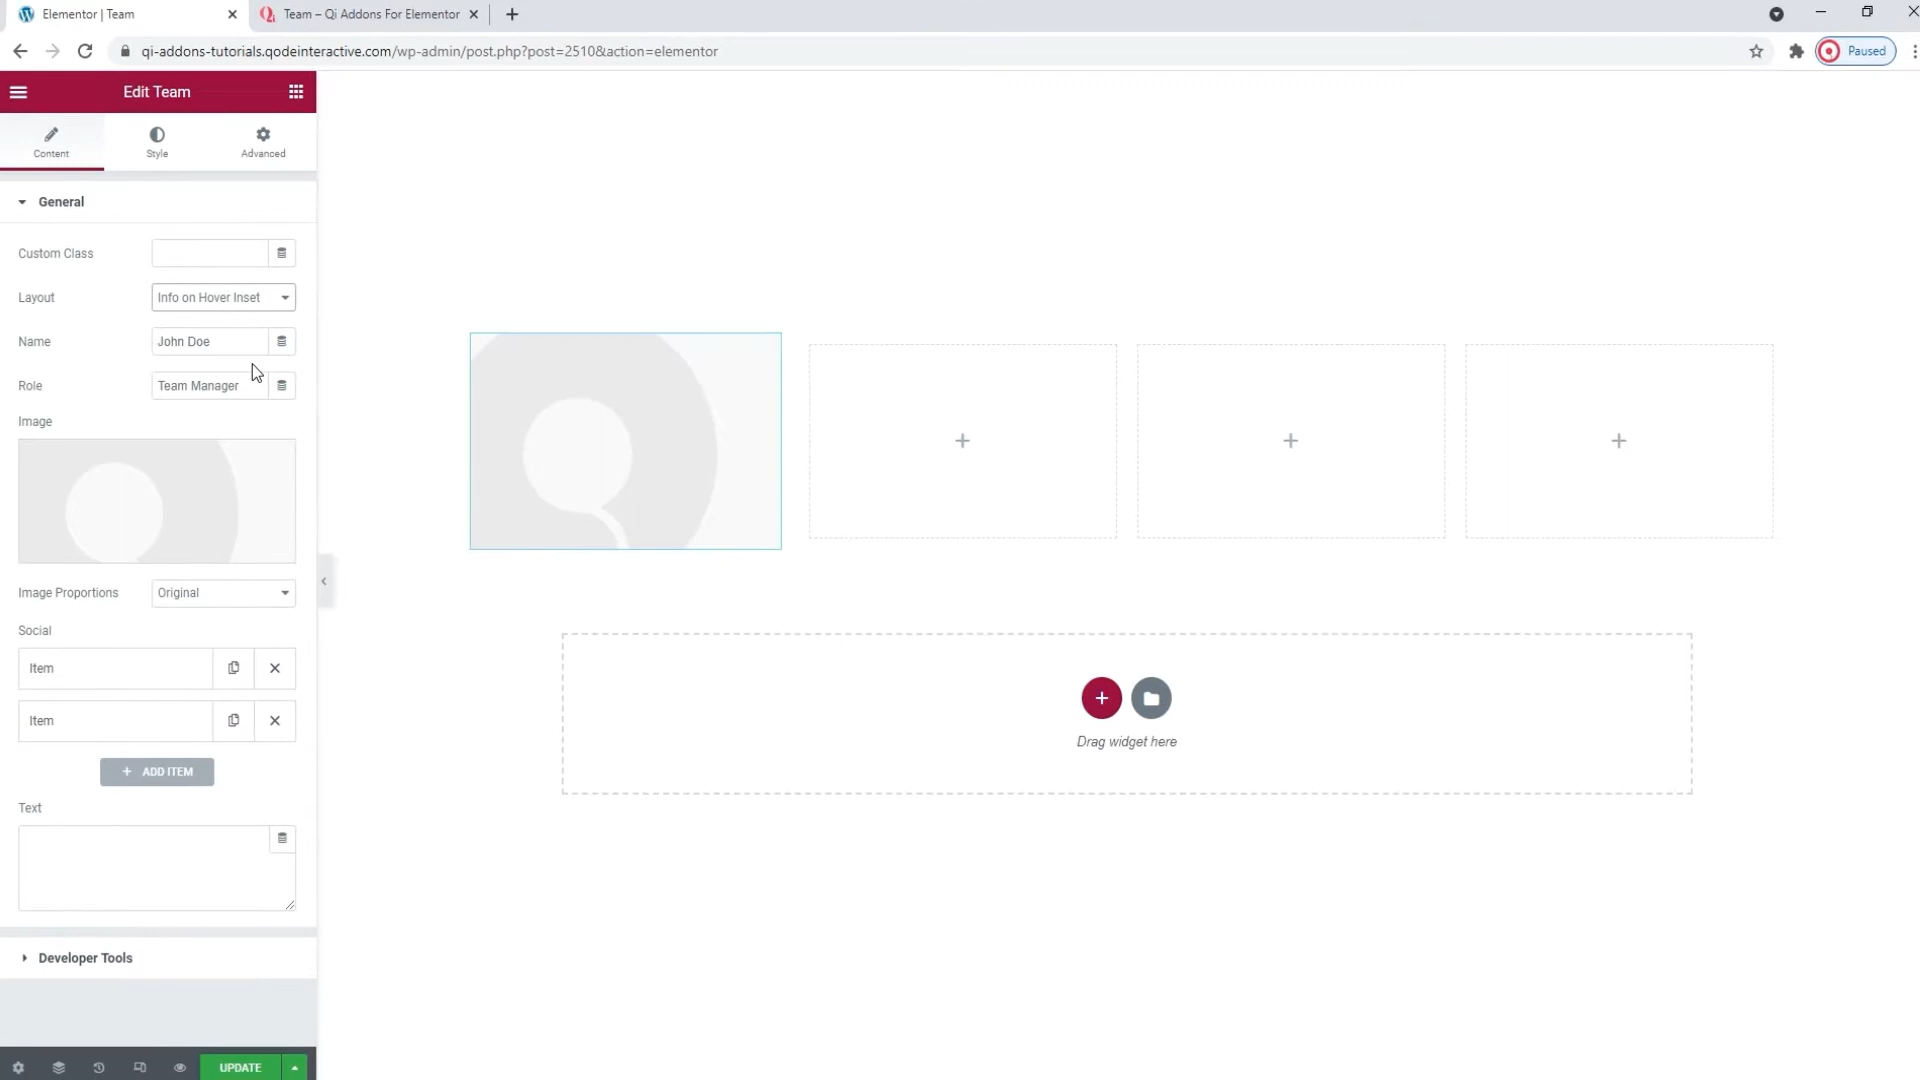 Elementor | Team
Team – Qi Addons For Elementor
qi-addons-tutorials.qodeinteractive.com/wp-admin/post.php?post=2510&action=elementor
Paused
Edit Team
Content
Style
Advanced
General
Custom Class
Layout
Info on Hover Inset
Name
John Doe
Role
Team Manager
Image
Image Proportions
Original
Social
Item
Item
+ ADD ITEM
Text
Developer Tools
UPDATE
Drag widget here